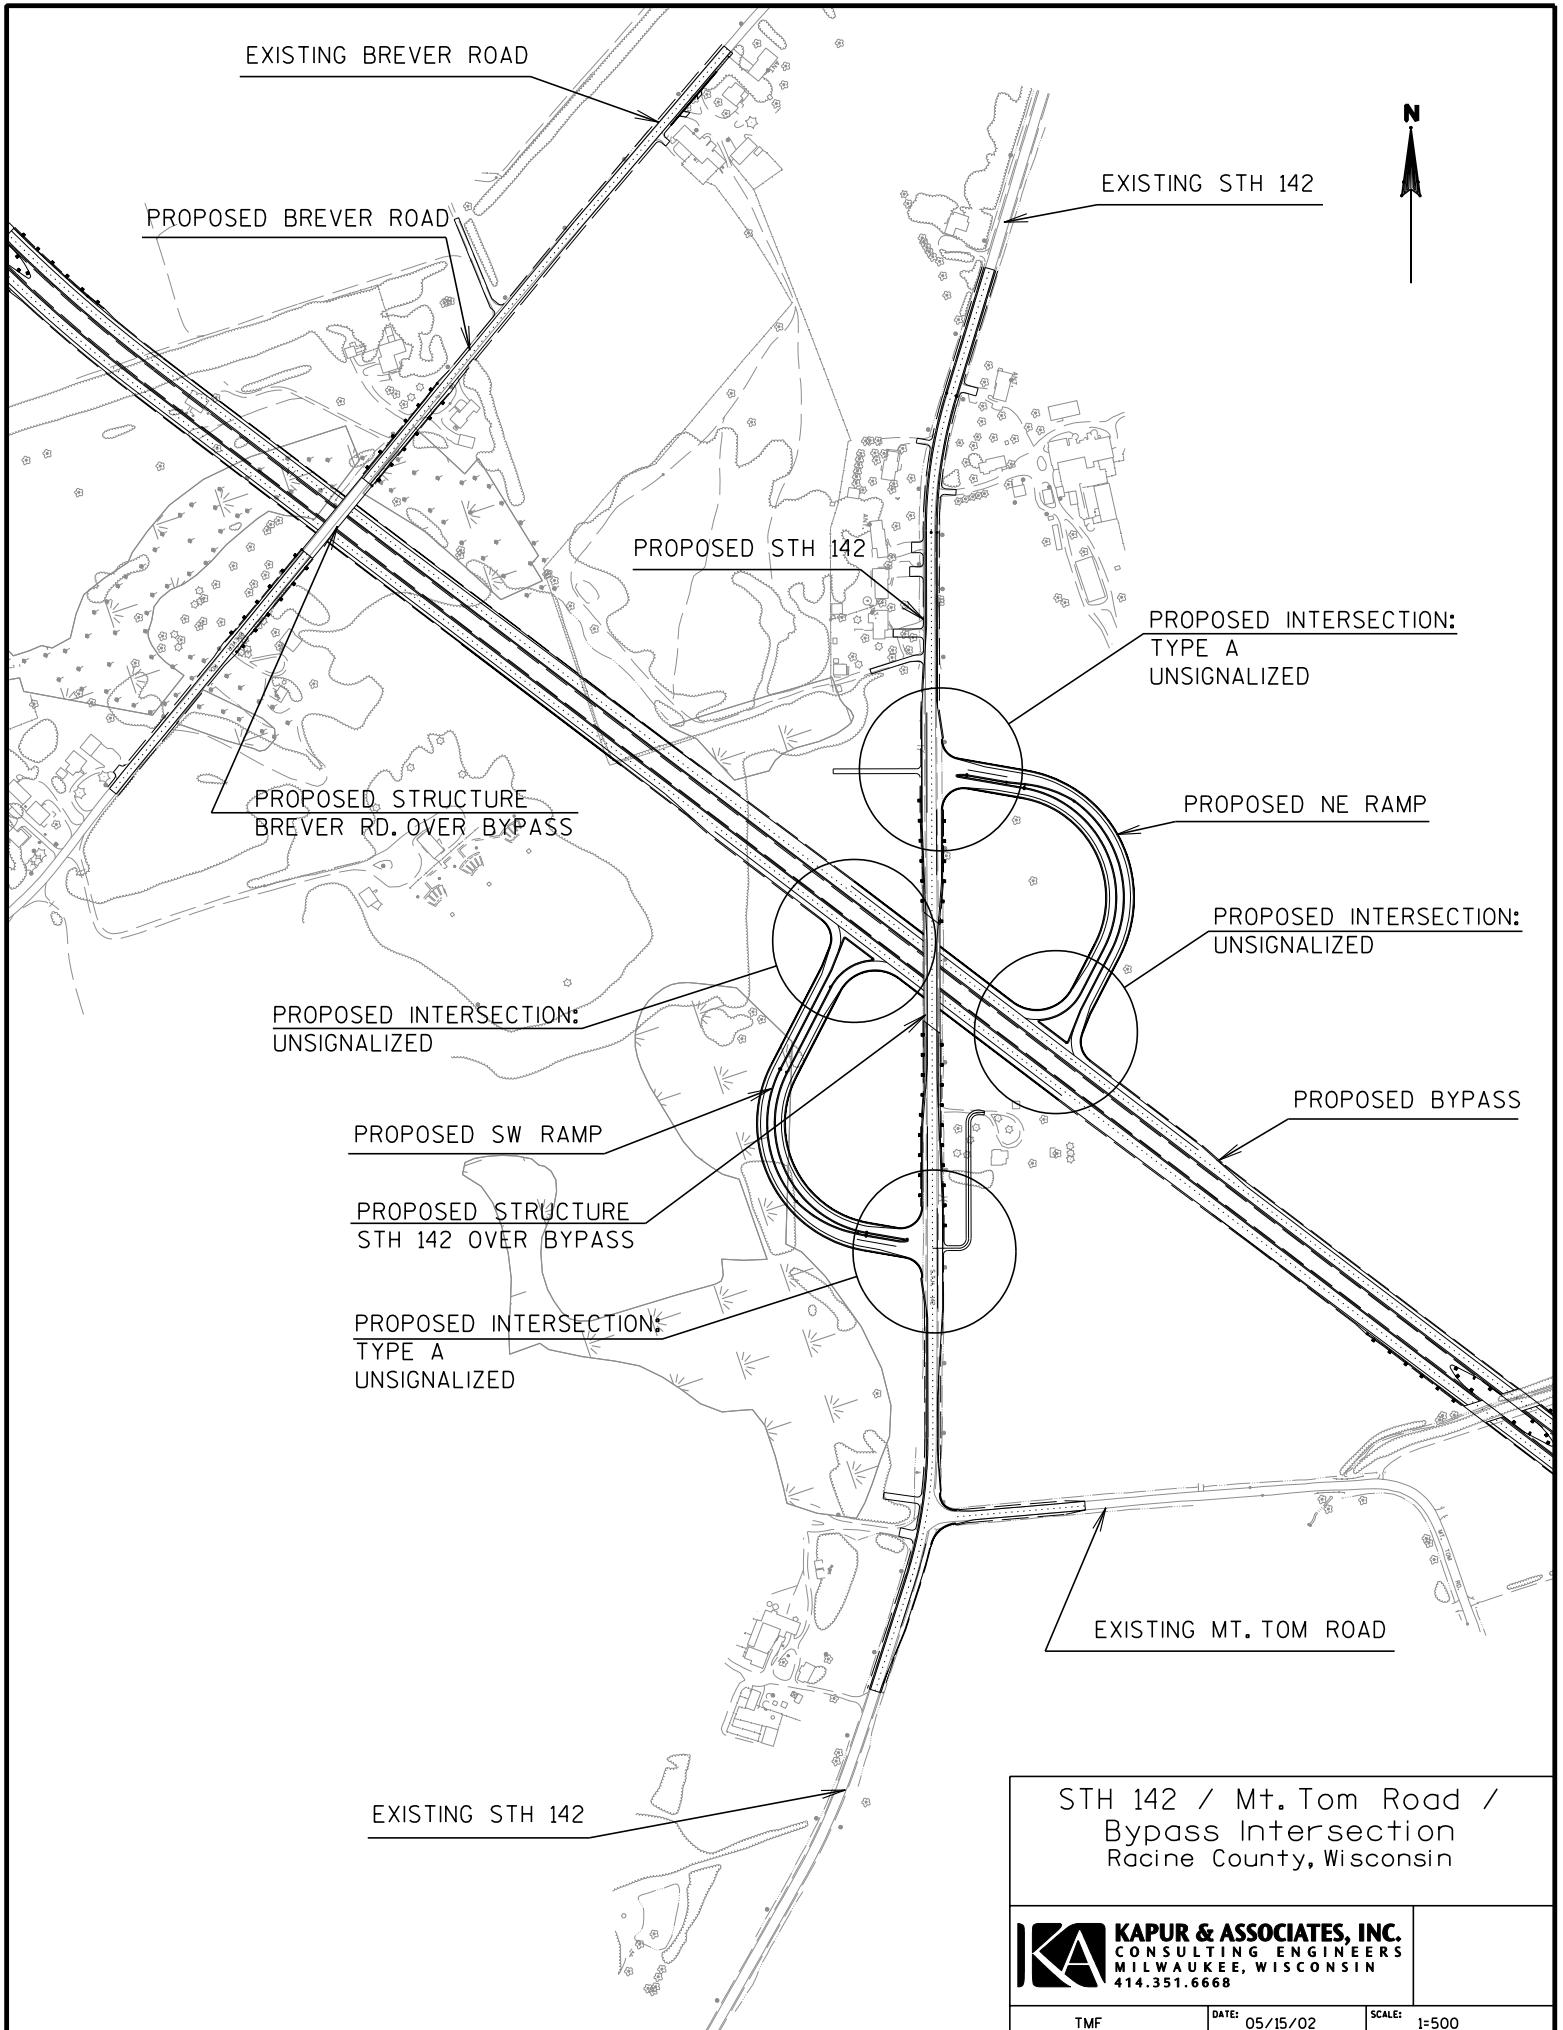 EXISTING BREVER ROAD
N
EXISTING STH 142
PROPOSED BREVER ROAD
PROPOSED STH 142
PROPOSED INTERSECTION:
TYPE A
UNSIGNALIZED
PROPOSED STRUCTURE
BREVER RD. OVER BYPASS
PROPOSED NE RAMP
PROPOSED INTERSECTION:
UNSIGNALIZED
PROPOSED INTERSECTION:
UNSIGNALIZED
PROPOSED BYPASS
PROPOSED SW RAMP
PROPOSED STRUCTURE
STH 142 OVER BYPASS
PROPOSED INTERSECTION:
TYPE A
UNSIGNALIZED
MT. TOM RD.
EXISTING MT. TOM ROAD
EXISTING STH 142
STH 142 / Mt. Tom Road /
Bypass Intersection
Racine County, Wisconsin
KA
KAPUR & ASSOCIATES, INC.
CONSULTING ENGINEERS
MILWAUKEE, WISCONSIN
414.351.6668
TMF
DATE: 05/15/02
SCALE: 1=500